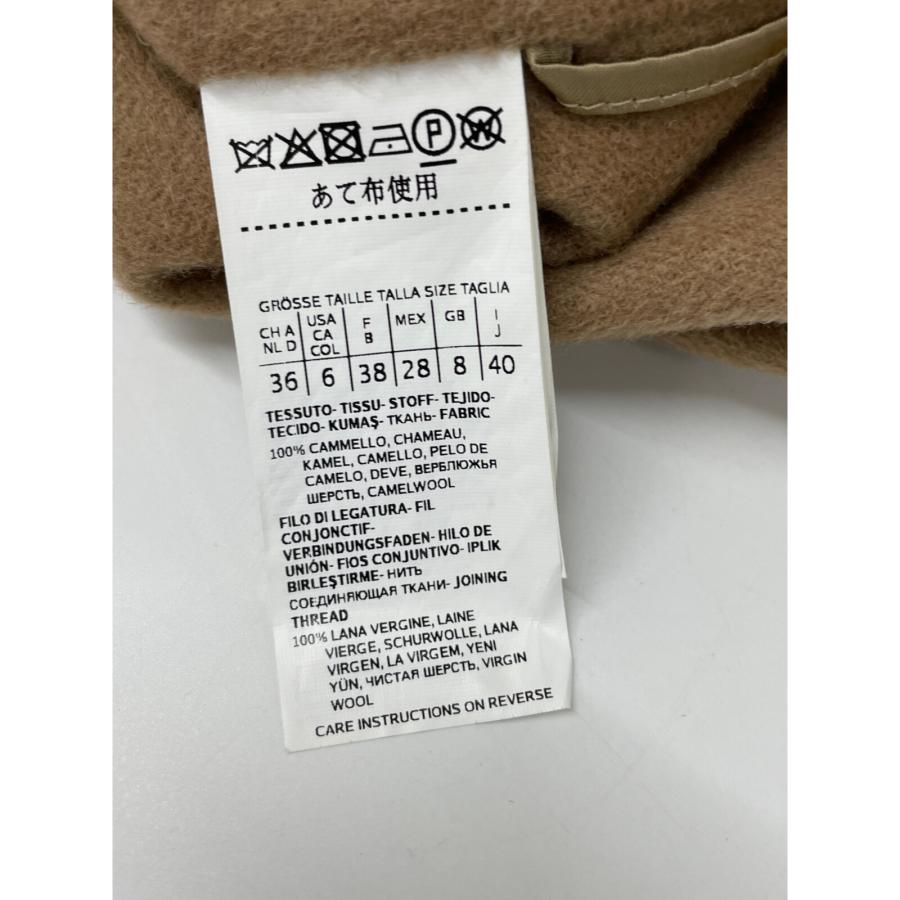 P W
あて布使用
GRÖSSE TAILLE TALLA SIZE TAGLIA
CH A NL D USA CA COL F B MEX GB I J
36 6 38 28 8 40
TESSUTO- TISSU- STOFF- TEJIDO-
TECIDO- KUMAŞ- ТКАНЬ- FABRIC
100% CAMMELLO, CHAMEAU,
KAMEL, CAMELLO, PELO DE
CAMELO, DEVE, ВЕРБЛЮЖЬЯ
ШЕРСТЬ, CAMELWOOL
FILO DI LEGATURA- FIL
CONJONCTIF-
VERBINDUNGSFADEN- HILO DE
UNIÓN- FIOS CONJUNTIVO- IPLIK
BIRLEŞTIRME- НИТЬ
СОЕДИНЯЮЩАЯ ТКАНИ- JOINING
THREAD
100% LANA VERGINE, LAINE
VIERGE, SCHURWOLLE, LANA
VIRGEN, LA VIRGEM, YENI
YÜN, ЧИСТАЯ ШЕРСТЬ, VIRGIN
WOOL
CARE INSTRUCTIONS ON REVERSE